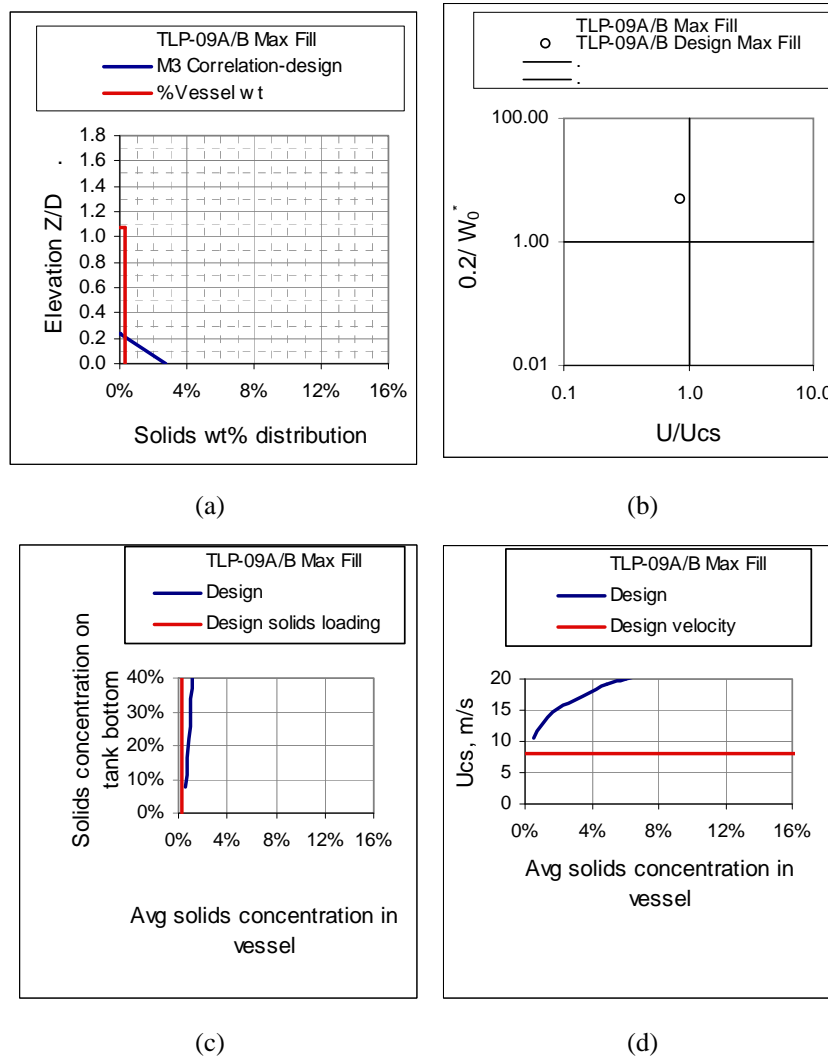 TLP-09A/B Max Fill
M3 Correlation-design
%Vessel wt
Elevation Z/D .
1.8
1.6
1.4
1.2
1.0
0.8
0.6
0.4
0.2
0.0
0% 4% 8% 12% 16%
Solids wt% distribution
(a)
TLP-09A/B Max Fill
TLP-09A/B Design Max Fill
.
.
0.2/ W0*
100.00
1.00
0.01
0.1 1.0 10.0
U/Ucs
(b)
TLP-09A/B Max Fill
Design
Design solids loading
Solids concentration on
tank bottom
40%
30%
20%
10%
0%
0% 4% 8% 12% 16%
Avg solids concentration in
vessel
(c)
TLP-09A/B Max Fill
Design
Design velocity
Ucs, m/s
20
15
10
5
0
0% 4% 8% 12% 16%
Avg solids concentration in
vessel
(d)